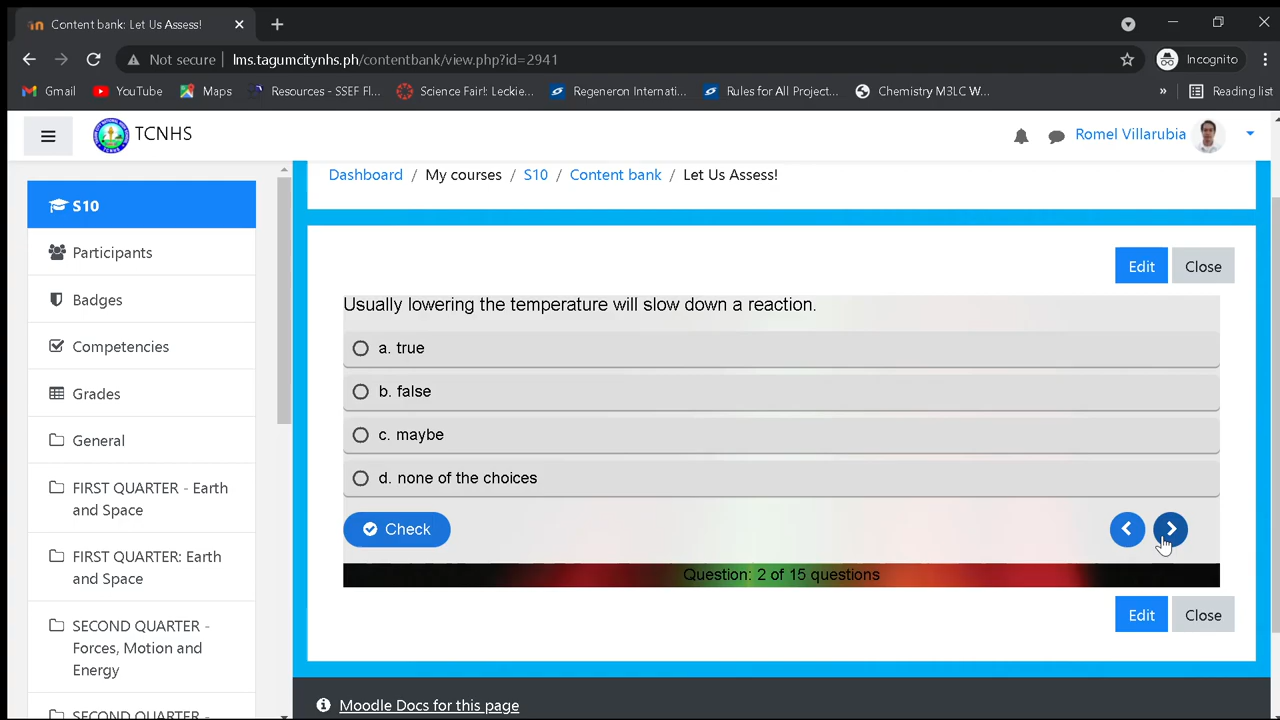 Content bank: Let Us Assess!
Not secure
lms.tagumcitynhs.ph/contentbank/view.php?id=2941
Incognito
Gmail
YouTube
Maps
Resources - SSEF Fl...
Science Fair!: Leckie...
Regeneron Internati...
Rules for All Project...
Chemistry M3LC W...
»
Reading list
TCNHS
Romel Villarubia
S10
Participants
Badges
Competencies
Grades
General
FIRST QUARTER - Earth
and Space
FIRST QUARTER: Earth
and Space
SECOND QUARTER -
Forces, Motion and
Energy
SECOND QUARTER -
Dashboard / My courses / S10 / Content bank / Let Us Assess!
Edit
Close
Usually lowering the temperature will slow down a reaction.
a. true
b. false
c. maybe
d. none of the choices
Check
Question: 2 of 15 questions
Edit
Close
Moodle Docs for this page